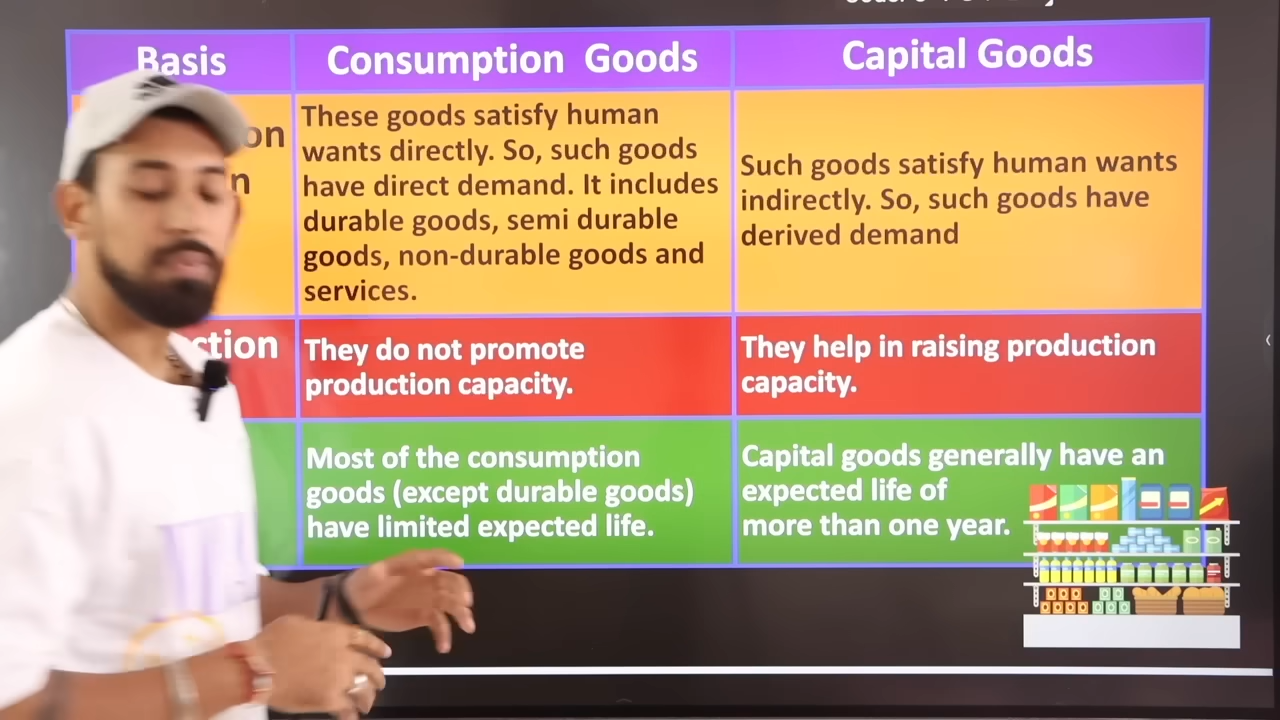 Basis
Consumption Goods
Capital Goods
These goods satisfy human
wants directly. So, such goods
have direct demand. It includes
durable goods, semi durable
goods, non-durable goods and
services.
Such goods satisfy human wants
indirectly. So, such goods have
derived demand
They do not promote
production capacity.
They help in raising production
capacity.
Most of the consumption
goods (except durable goods)
have limited expected life.
Capital goods generally have an
expected life of
more than one year.